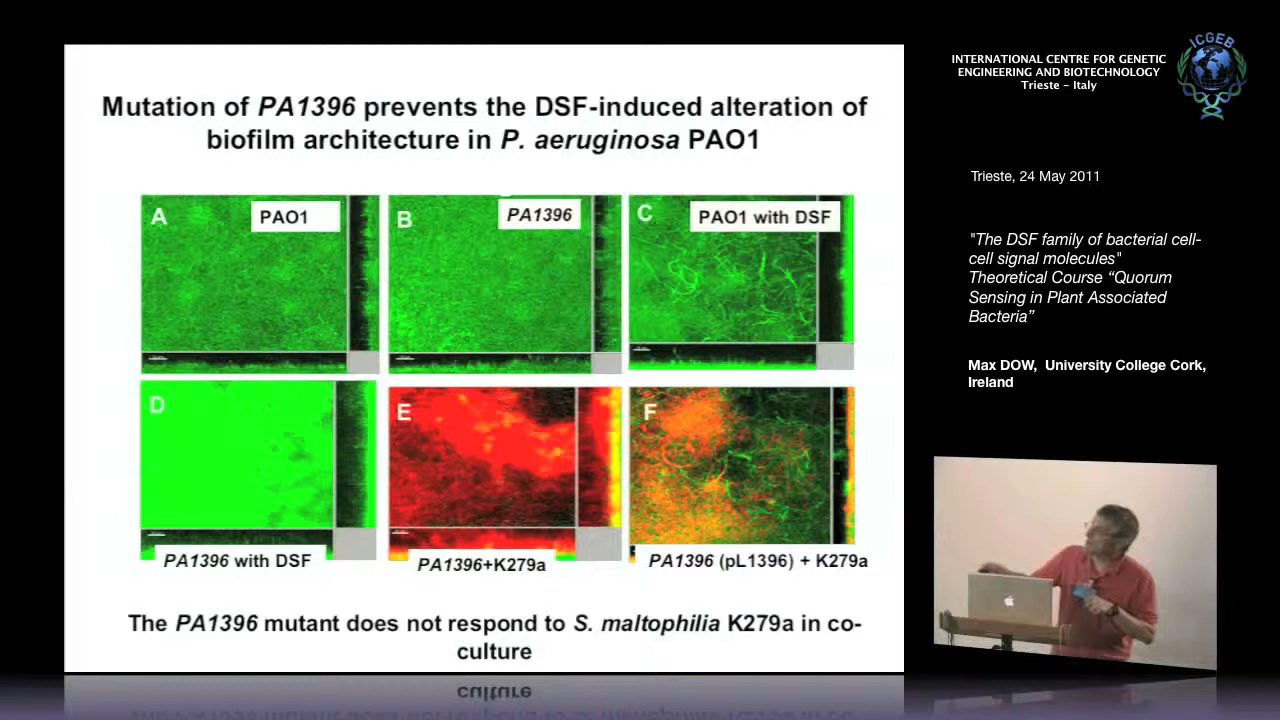 Mutation of PA1396 prevents the DSF-induced alteration of
biofilm architecture in P. aeruginosa PAO1
A
PAO1
B
PA1396
C
PAO1 with DSF
D
PA1396 with DSF
E
PA1396+K279a
F
PA1396 (pL1396) + K279a
The PA1396 mutant does not respond to S. maltophilia K279a in co-
culture
INTERNATIONAL CENTRE FOR GENETIC
ENGINEERING AND BIOTECHNOLOGY
Trieste - Italy
ICGEB
Trieste, 24 May 2011
"The DSF family of bacterial cell-
cell signal molecules"
Theoretical Course “Quorum
Sensing in Plant Associated
Bacteria”
Max DOW, University College Cork,
Ireland